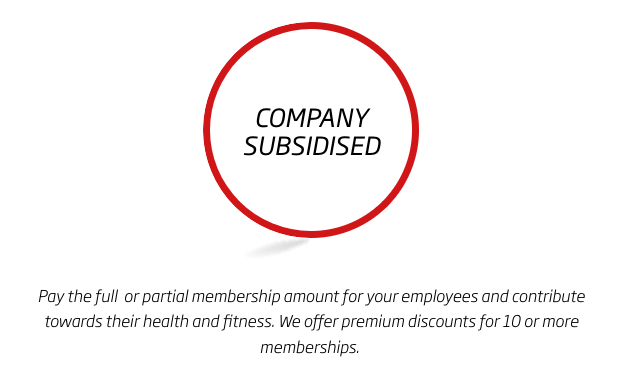 COMPANY
SUBSIDISED
Pay the full  or partial membership amount for your employees and contribute
towards their health and fitness. We offer premium discounts for 10 or more
memberships.